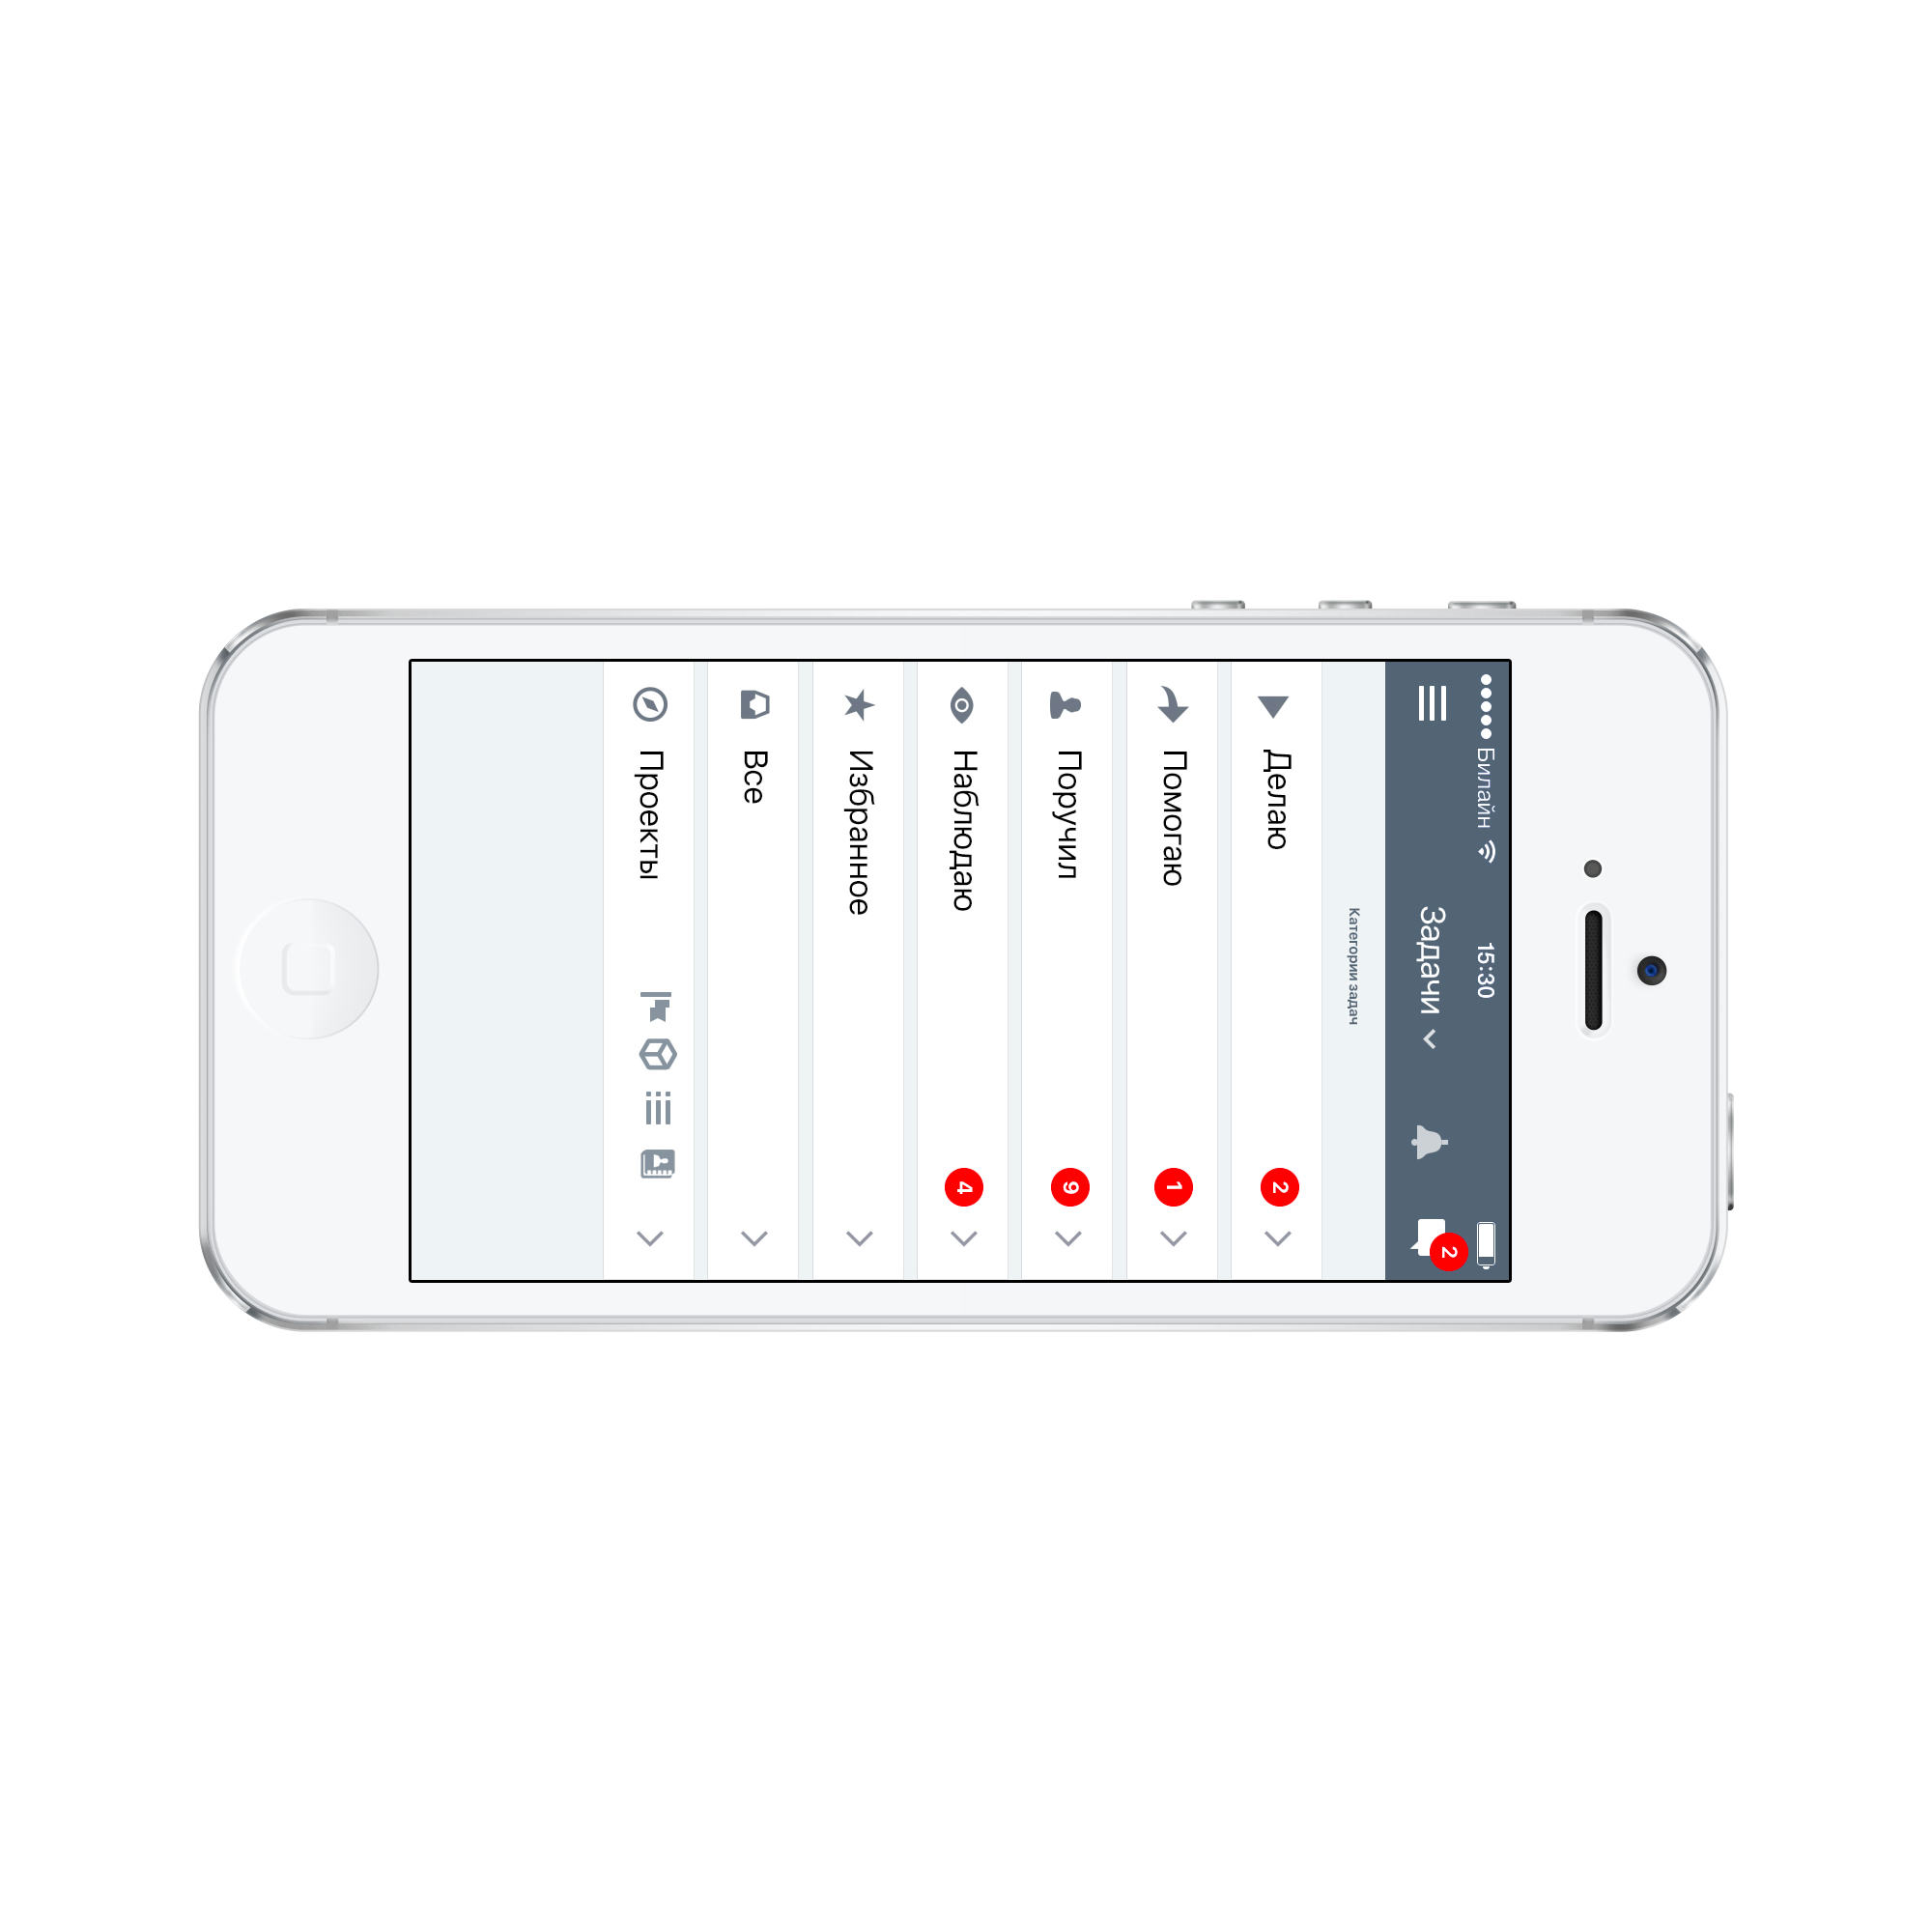 Билайн 15:30
Задачи 2
Категории задач
Делаю 2
Помогаю 1
Поручил 9
Наблюдаю 4
Избранное
Все
Проекты